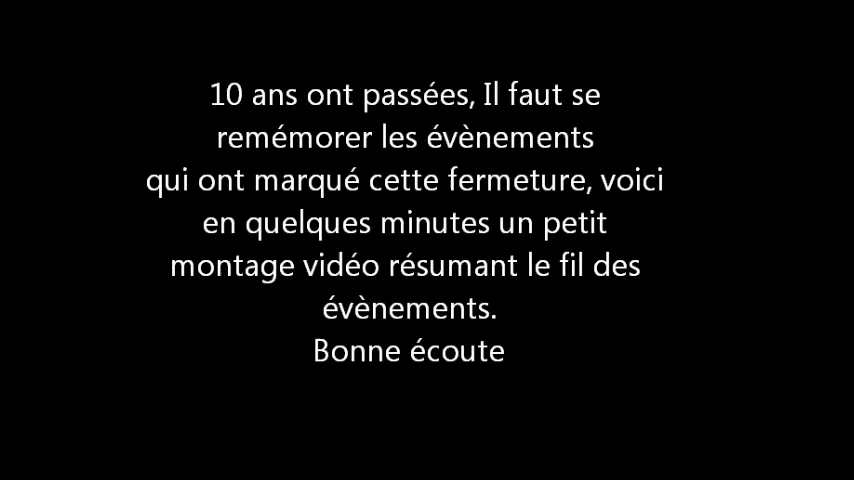 10 ans ont passées, Il faut se
remémorer les évènements
qui ont marqué cette fermeture, voici
en quelques minutes un petit
montage vidéo résumant le fil des
évènements.
Bonne écoute